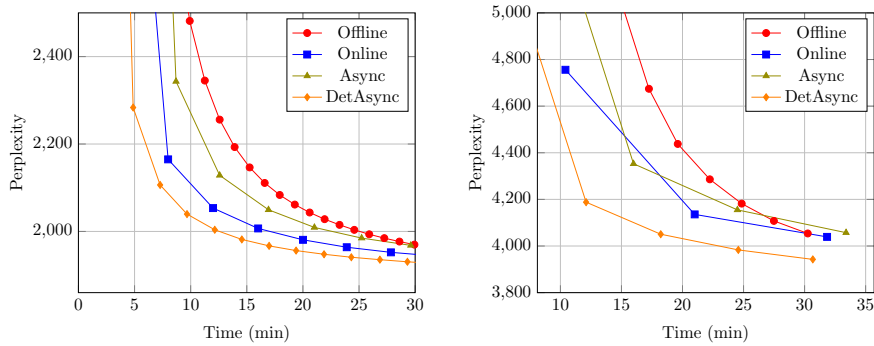 2,400
2,200
2,000
Perplexity
0 5 10 15 20 25 30
Time (min)
Offline
Online
Async
DetAsync
5,000
4,800
4,600
4,400
4,200
4,000
3,800
Perplexity
10 15 20 25 30 35
Time (min)
Offline
Online
Async
DetAsync